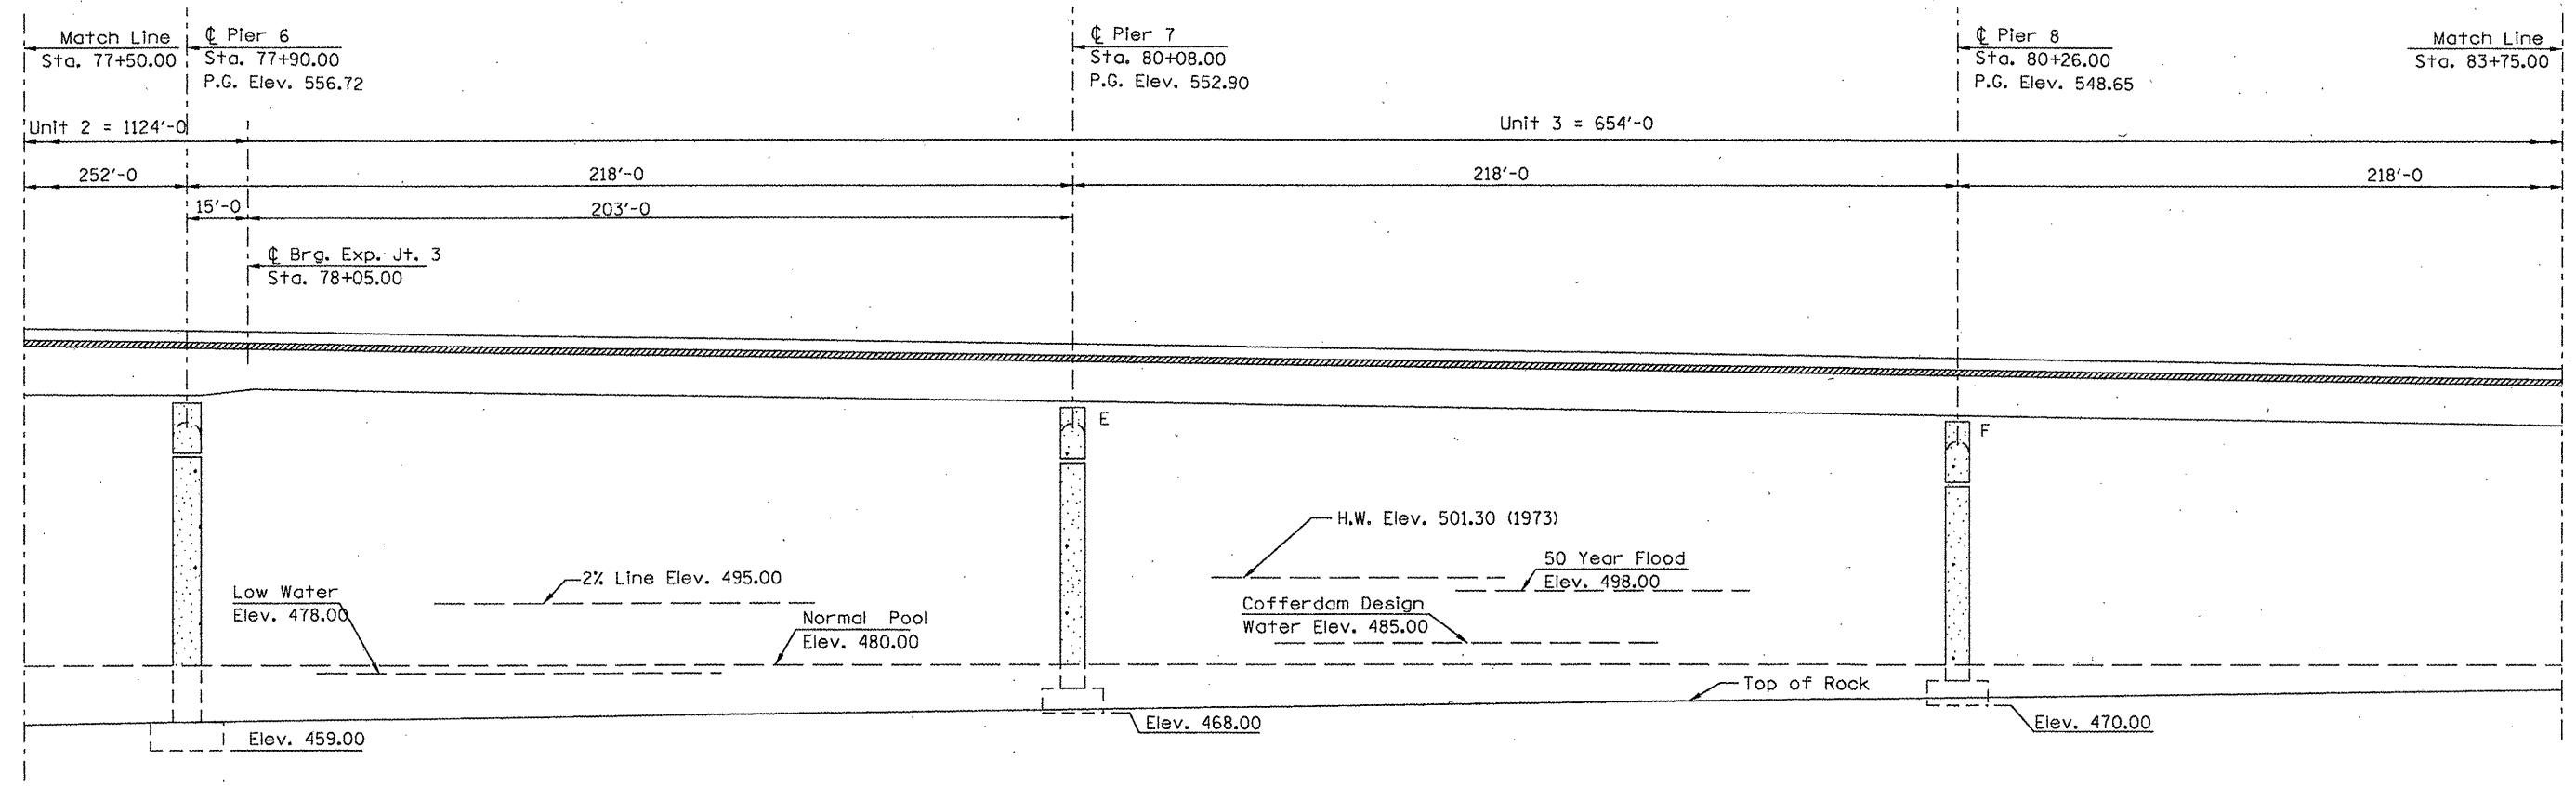 Match Line
Sta. 77+50.00
℄ Pier 6
Sta. 77+90.00
P.G. Elev. 556.72
℄ Pier 7
Sta. 80+08.00
P.G. Elev. 552.90
℄ Pier 8
Sta. 80+26.00
P.G. Elev. 548.65
Match Line
Sta. 83+75.00
Unit 2 = 1124'-0
Unit 3 = 654'-0
252'-0
218'-0
218'-0
218'-0
15'-0
203'-0
℄ Brg. Exp. Jt. 3
Sta. 78+05.00
E
F
H.W. Elev. 501.30 (1973)
50 Year Flood
Elev. 498.00
2% Line Elev. 495.00
Low Water
Elev. 478.00
Normal Pool
Elev. 480.00
Cofferdam Design
Water Elev. 485.00
Top of Rock
Elev. 459.00
Elev. 468.00
Elev. 470.00